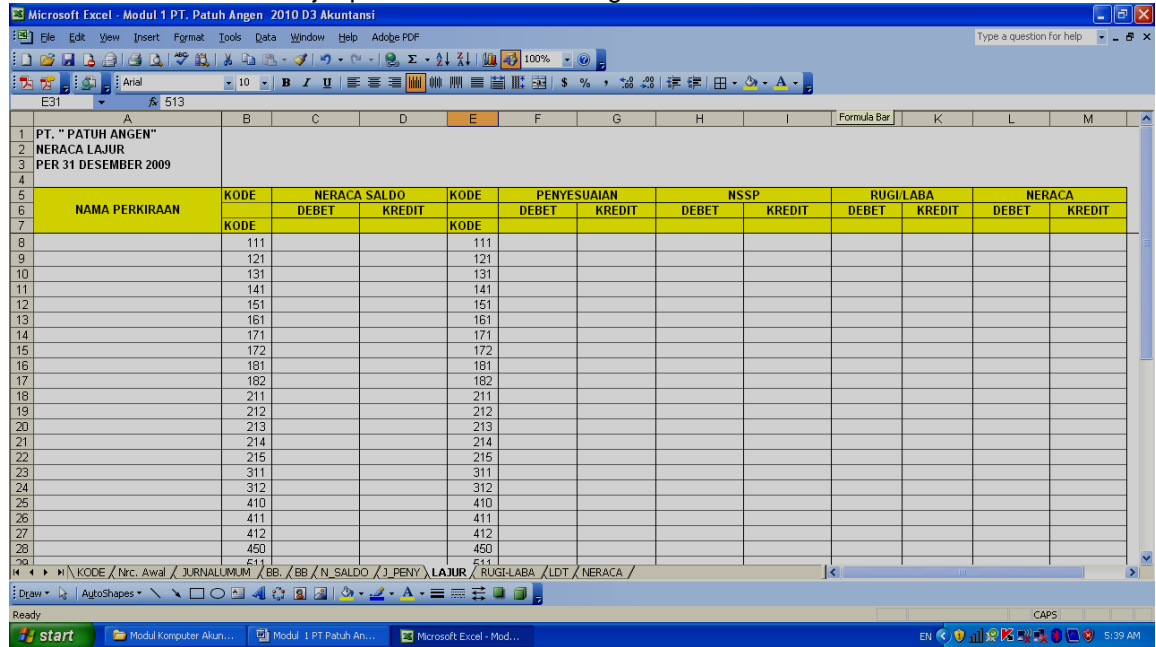 Microsoft Excel - Modul 1 PT. Patuh Angen 2010 D3 Akuntansi
File Edit View Insert Format Tools Data Window Help Adobe PDF Type a question for help
100%
Arial 10 B I U $ % ,
E31 fx 513
A B C D E F G H I Formula Bar K L M
1 PT. " PATUH ANGEN"
2 NERACA LAJUR
3 PER 31 DESEMBER 2009
4
5 KODE NERACA SALDO KODE PENYESUAIAN NSSP RUGI/LABA NERACA
6 NAMA PERKIRAAN DEBET KREDIT DEBET KREDIT DEBET KREDIT DEBET KREDIT DEBET KREDIT
7 KODE KODE
8 111 111
9 121 121
10 131 131
11 141 141
12 151 151
13 161 161
14 171 171
15 172 172
16 181 181
17 182 182
18 211 211
19 212 212
20 213 213
21 214 214
22 215 215
23 311 311
24 312 312
25 410 410
26 411 411
27 412 412
28 450 450
29 511 511
KODE / Nrc. Awal / JURNALUMUM / BB. / BB / N_SALDO / J_PENY \ LAJUR / RUGI-LABA / LDT / NERACA /
Draw AutoShapes
Ready CAPS
start Modul Komputer Akun... Modul 1 PT Patuh An... Microsoft Excel - Mod... EN 5:39 AM